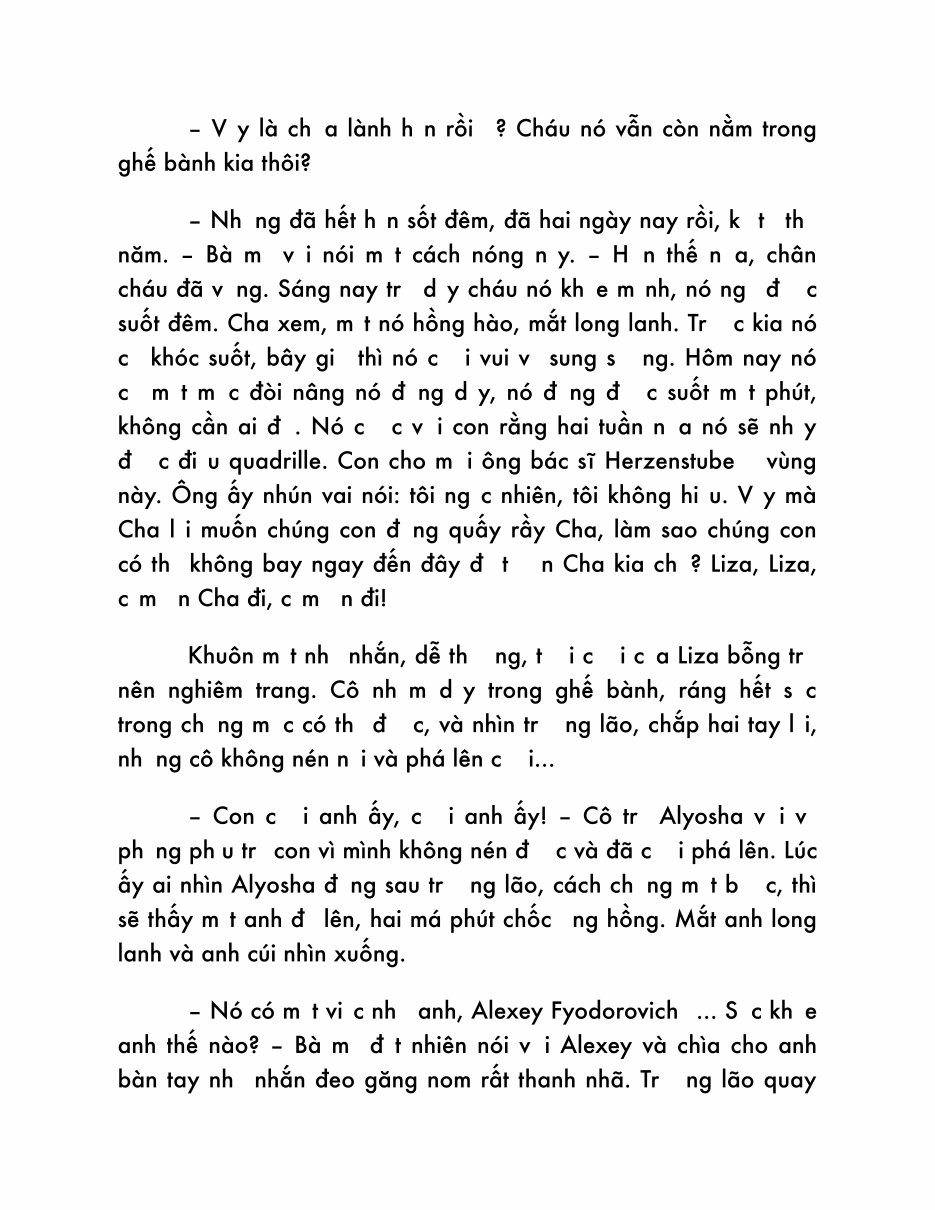 – V y là ch a lành h n rồi ? Cháu nó vẫn còn nằm trong
ghế bành kia thôi?
– Nh ng đã hết h n sốt đêm, đã hai ngày nay rồi, k t th
năm. – Bà m v i nói m t cách nóng n y. – H n thế n a, chân
cháu đã v ng. Sáng nay tr d y cháu nó kh e m nh, nó ng đ c
suốt đêm. Cha xem, m t nó hồng hào, mắt long lanh. Tr c kia nó
c khóc suốt, bây gi thì nó c i vui v sung s ng. Hôm nay nó
c m t m c đòi nâng nó đ ng d y, nó đ ng đ c suốt m t phút,
không cần ai đ . Nó c c v i con rằng hai tuần n a nó sẽ nh y
đ c đi u quadrille. Con cho m i ông bác sĩ Herzenstube vùng
này. Ông ấy nhún vai nói: tôi ng c nhiên, tôi không hi u. V y mà
Cha l i muốn chúng con đ ng quấy rầy Cha, làm sao chúng con
có th không bay ngay đến đây đ t n Cha kia ch ? Liza, Liza,
c m n Cha đi, c m n đi!
Khuôn m t nh nhắn, dễ th ng, t i c i c a Liza bỗng tr
nên nghiêm trang. Cô nh m d y trong ghế bành, ráng hết s c
trong ch ng m c có th đ c, và nhìn tr ng lão, chắp hai tay l i,
nh ng cô không nén n i và phá lên c i...
– Con c i anh ấy, c i anh ấy! – Cô tr Alyosha v i v
ph ng ph u tr con vì mình không nén đ c và đã c i phá lên. Lúc
ấy ai nhìn Alyosha đ ng sau tr ng lão, cách ch ng m t b c, thì
sẽ thấy m t anh đ lên, hai má phút chốc ng hồng. Mắt anh long
lanh và anh cúi nhìn xuống.
– Nó có m t vi c nh anh, Alexey Fyodorovich ... S c kh e
anh thế nào? – Bà m đ t nhiên nói v i Alexey và chìa cho anh
bàn tay nh nhắn đeo găng nom rất thanh nhã. Tr ng lão quay